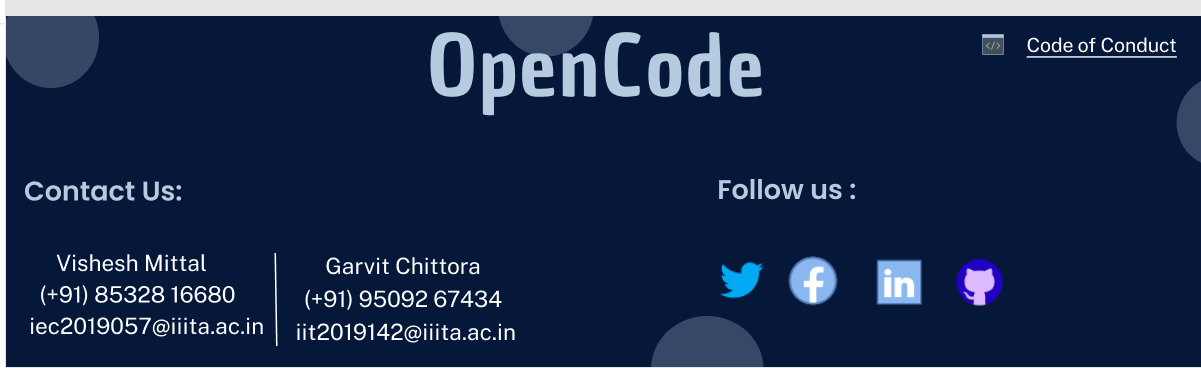 OpenCode
</> Code of Conduct
Contact Us:
Vishesh Mittal
(+91) 85328 16680
iec2019057@iiita.ac.in
Garvit Chittora
(+91) 95092 67434
iit2019142@iiita.ac.in
Follow us :
f
in